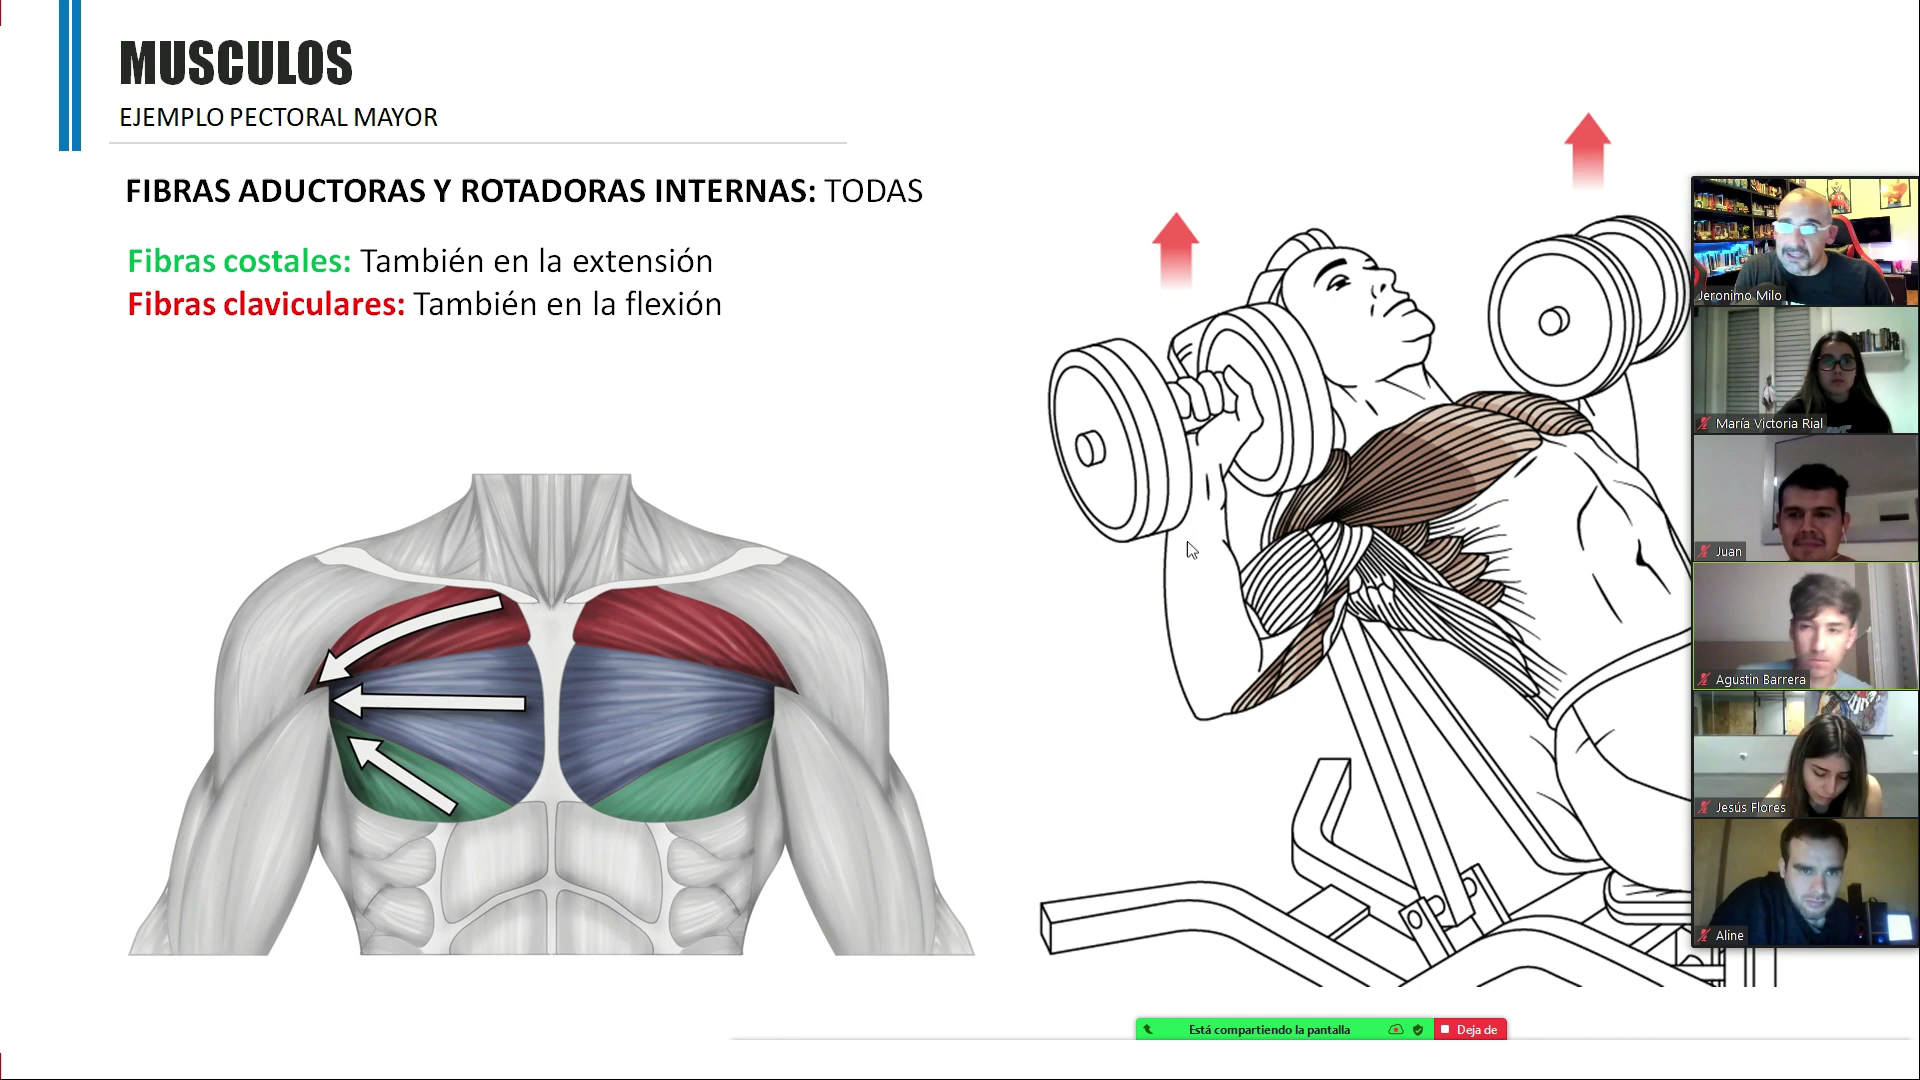 MUSCULOS
EJEMPLO PECTORAL MAYOR
FIBRAS ADUCTORAS Y ROTADORAS INTERNAS: TODAS
Fibras costales: También en la extensión
Fibras claviculares: También en la flexión
Jeronimo Milo
María Victoria Rial
Juan
Agustin Barrera
Jesús Flores
Aline
Está compartiendo la pantalla
Deja de